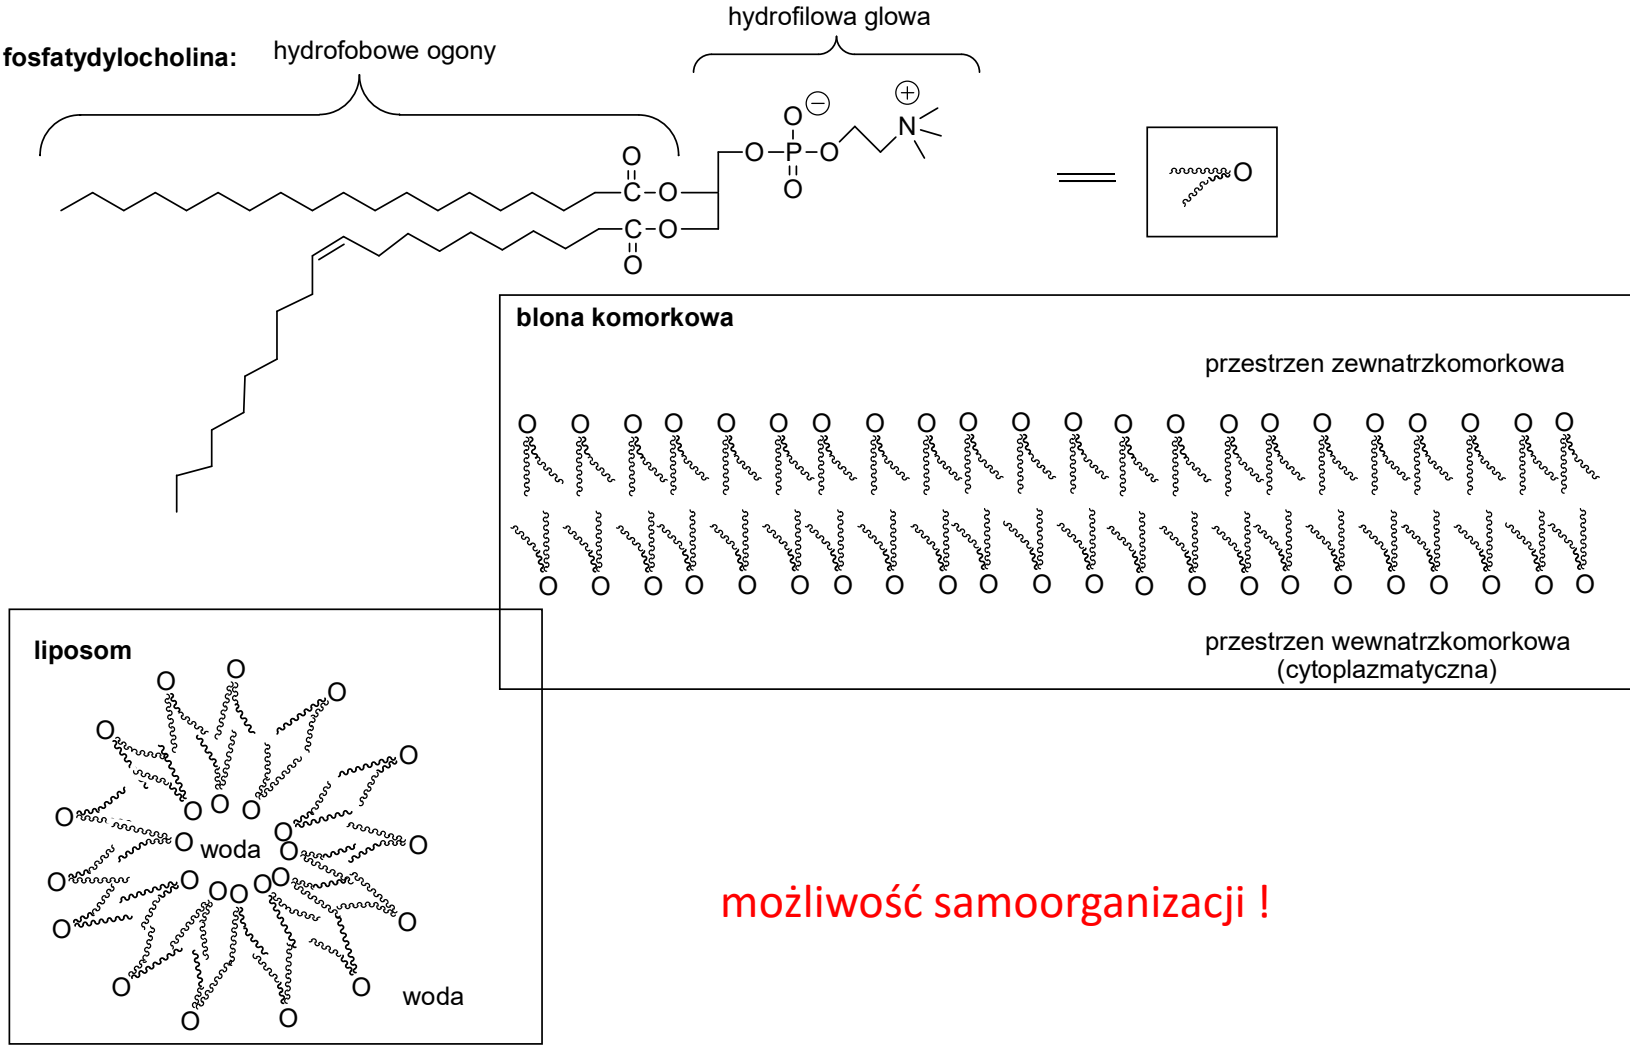 hydrofilowa glowa
fosfatydylocholina:
hydrofobowe ogony
O
O
O
C-O
O-P-O
N
O
C-O
O
O
blona komorkowa
przestrzen zewnatrzkomorkowa
O O O O O O O O O O O O O O O O O O O O O O
O O O O O O O O O O O O O O O O O O O O O O
przestrzen wewnatrzkomorkowa
(cytoplazmatyczna)
liposom
woda
woda
możliwość samoorganizacji !